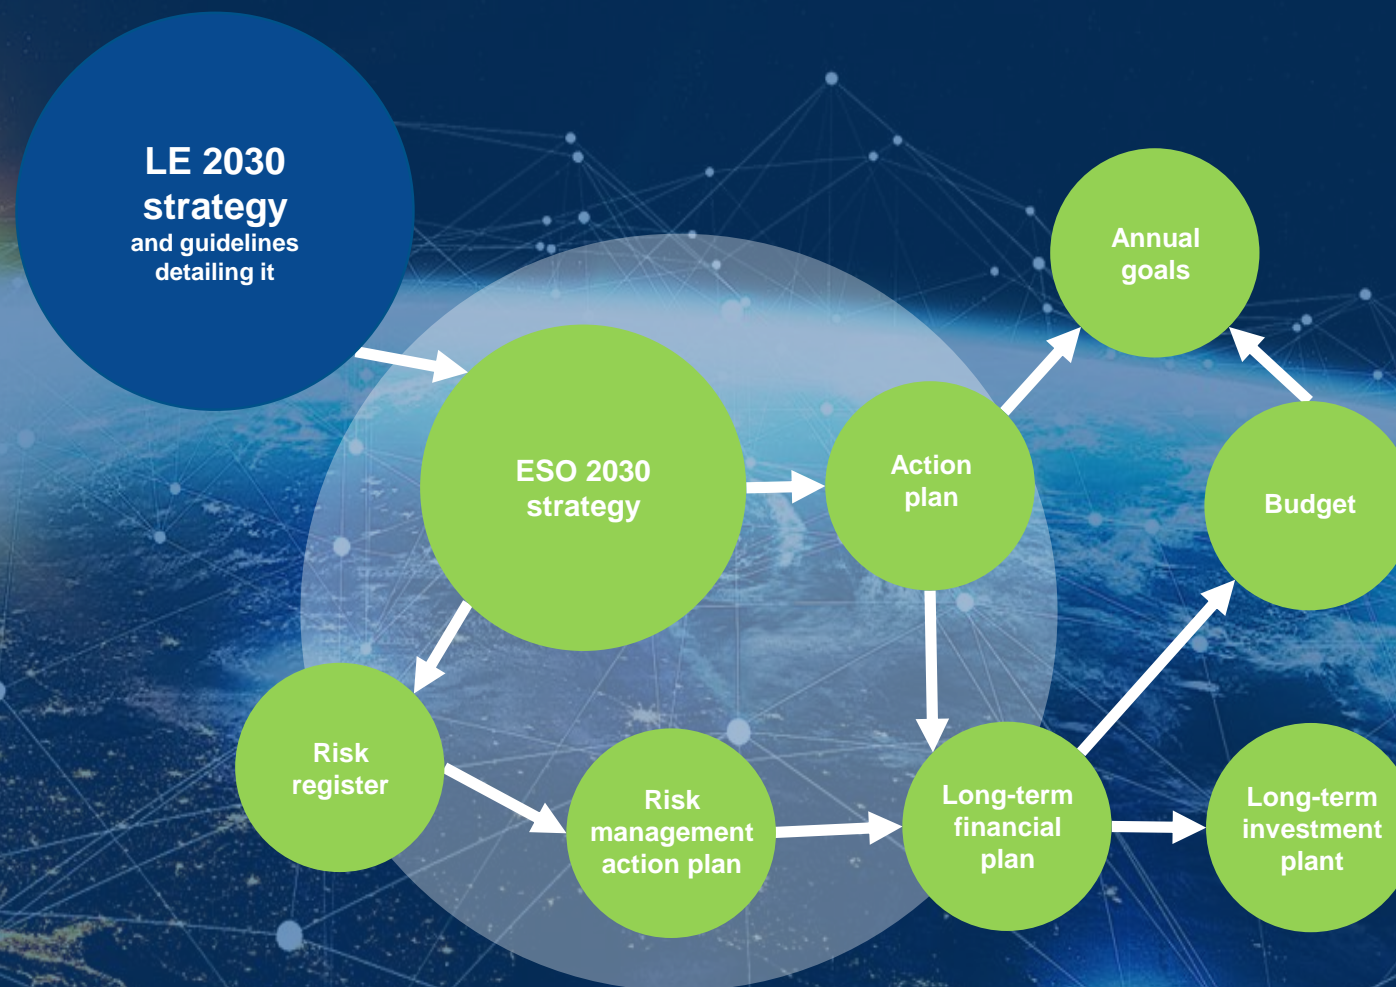 LE 2030
strategy
and guidelines
detailing it
Annual
goals
ESO 2030
strategy
Action
plan
Budget
Risk
register
Risk
management
action plan
Long-term
financial
plan
Long-term
investment
plant